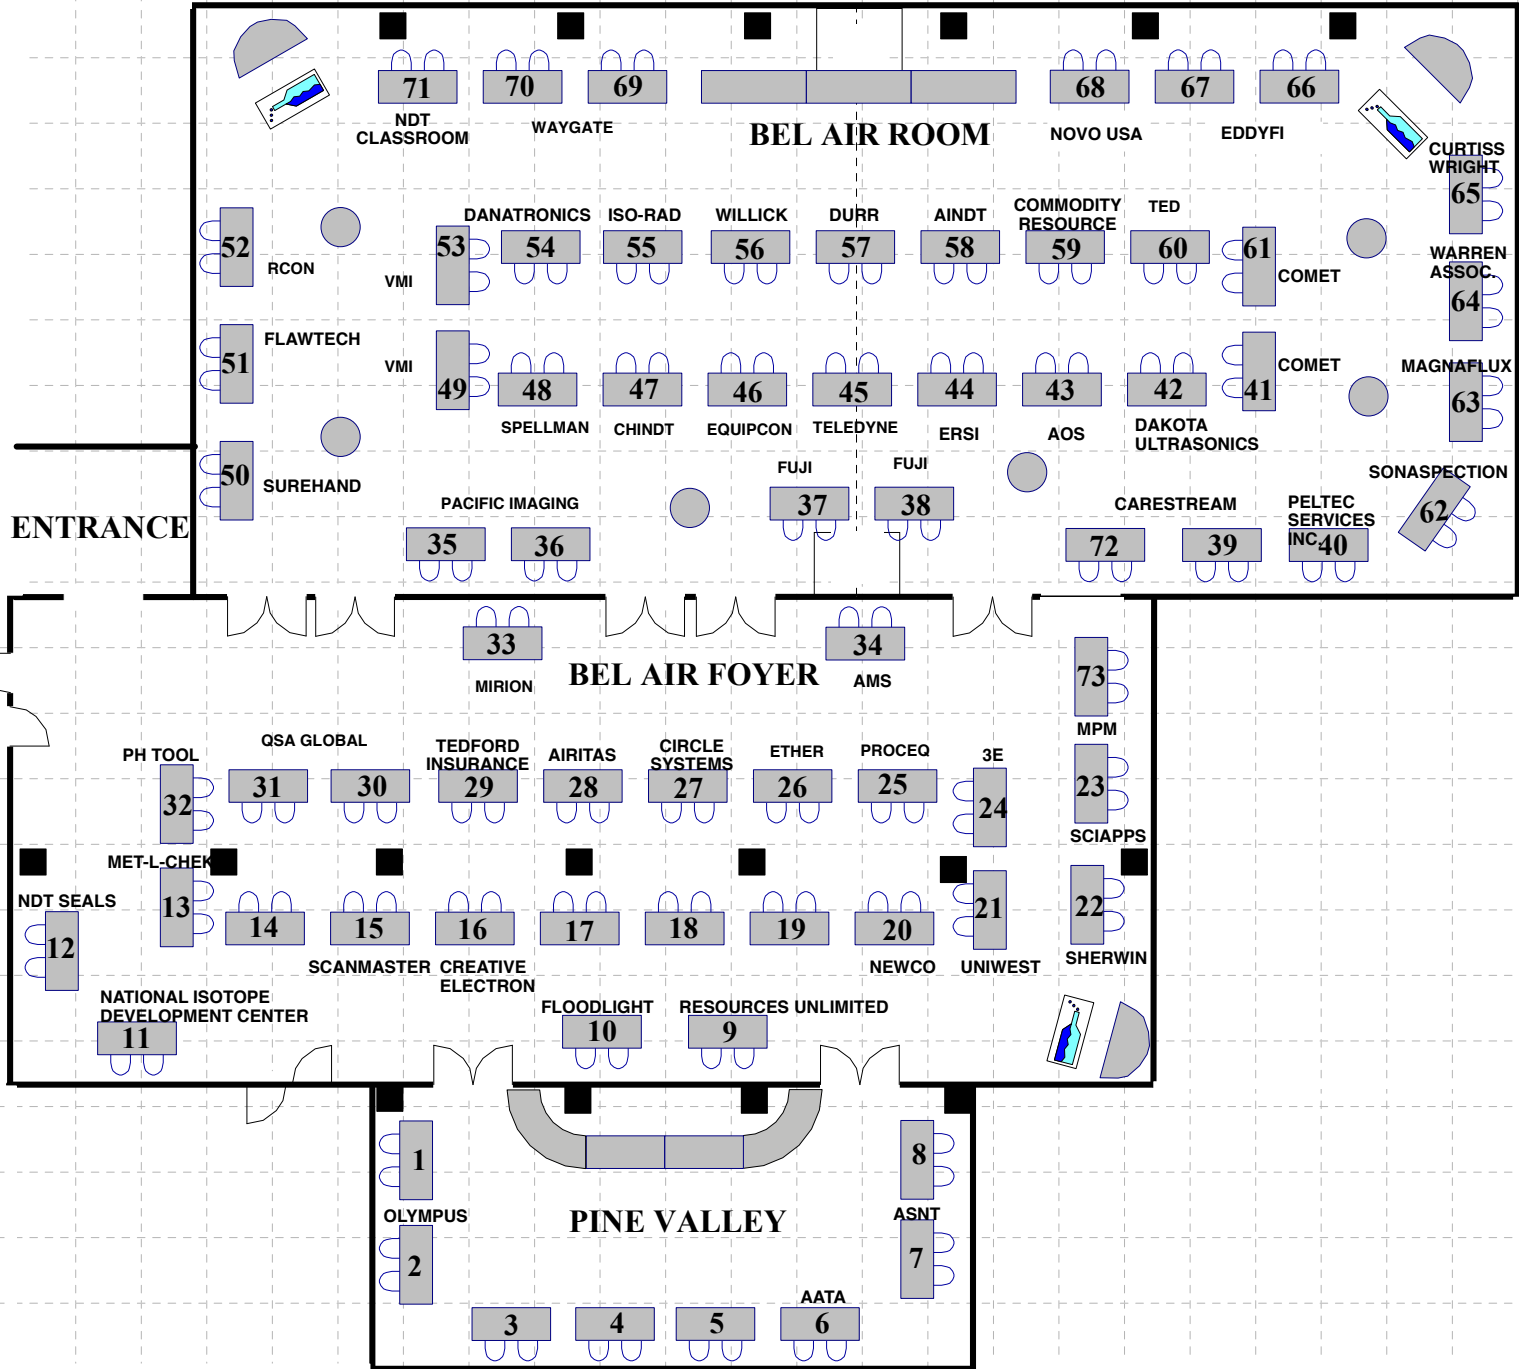 71
70
69
68
67
66
NDT
CLASSROOM
WAYGATE
BEL AIR ROOM
NOVO USA
EDDYFI
CURTISS
WRIGHT
65
DANATRONICS
ISO-RAD
WILLICK
DURR
AINDT
COMMODITY
RESOURCE
TED
52
RCON
53
VMI
54
55
56
57
58
59
60
61
COMET
WARREN
ASSOC.
64
51
FLAWTECH
VMI
49
48
47
46
45
44
43
42
41
COMET
MAGNAFLUX
63
SPELLMAN
CHINDT
EQUIPCON
TELEDYNE
ERSI
AOS
DAKOTA
ULTRASONICS
50
SUREHAND
FUJI
FUJI
SONASPECTION
62
ENTRANCE
PACIFIC IMAGING
37
38
CARESTREAM
PELTEC
SERVICES
INC.
35
36
72
39
40
33
MIRION
BEL AIR FOYER
34
AMS
73
MPM
PH TOOL
QSA GLOBAL
TEDFORD
INSURANCE
AIRITAS
CIRCLE
SYSTEMS
ETHER
PROCEQ
3E
32
31
30
29
28
27
26
25
24
23
SCIAPPS
MET-L-CHEK
NDT SEALS
12
13
14
15
16
17
18
19
20
21
22
SCANMASTER
CREATIVE
ELECTRON
NEWCO
UNIWEST
SHERWIN
NATIONAL ISOTOPE
DEVELOPMENT CENTER
11
FLOODLIGHT
10
RESOURCES UNLIMITED
9
1
8
OLYMPUS
PINE VALLEY
ASNT
2
7
AATA
3
4
5
6